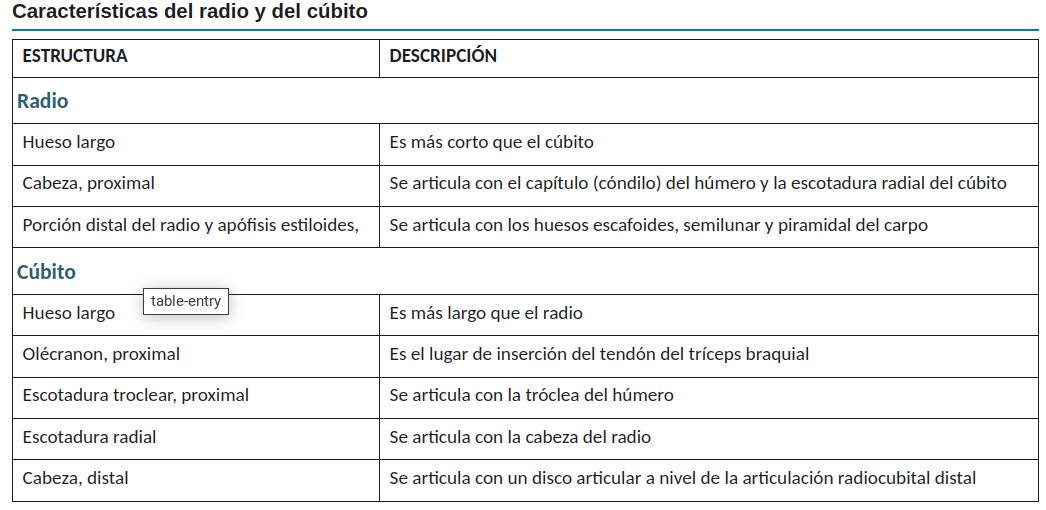 Características del radio y del cúbito
ESTRUCTURA DESCRIPCIÓN
Radio
Hueso largo Es más corto que el cúbito
Cabeza, proximal Se articula con el capítulo (cóndilo) del húmero y la escotadura radial del cúbito
Porción distal del radio y apófisis estiloides, Se articula con los huesos escafoides, semilunar y piramidal del carpo
Cúbito
table-entry
Hueso largo Es más largo que el radio
Olécranon, proximal Es el lugar de inserción del tendón del tríceps braquial
Escotadura troclear, proximal Se articula con la tróclea del húmero
Escotadura radial Se articula con la cabeza del radio
Cabeza, distal Se articula con un disco articular a nivel de la articulación radiocubital distal